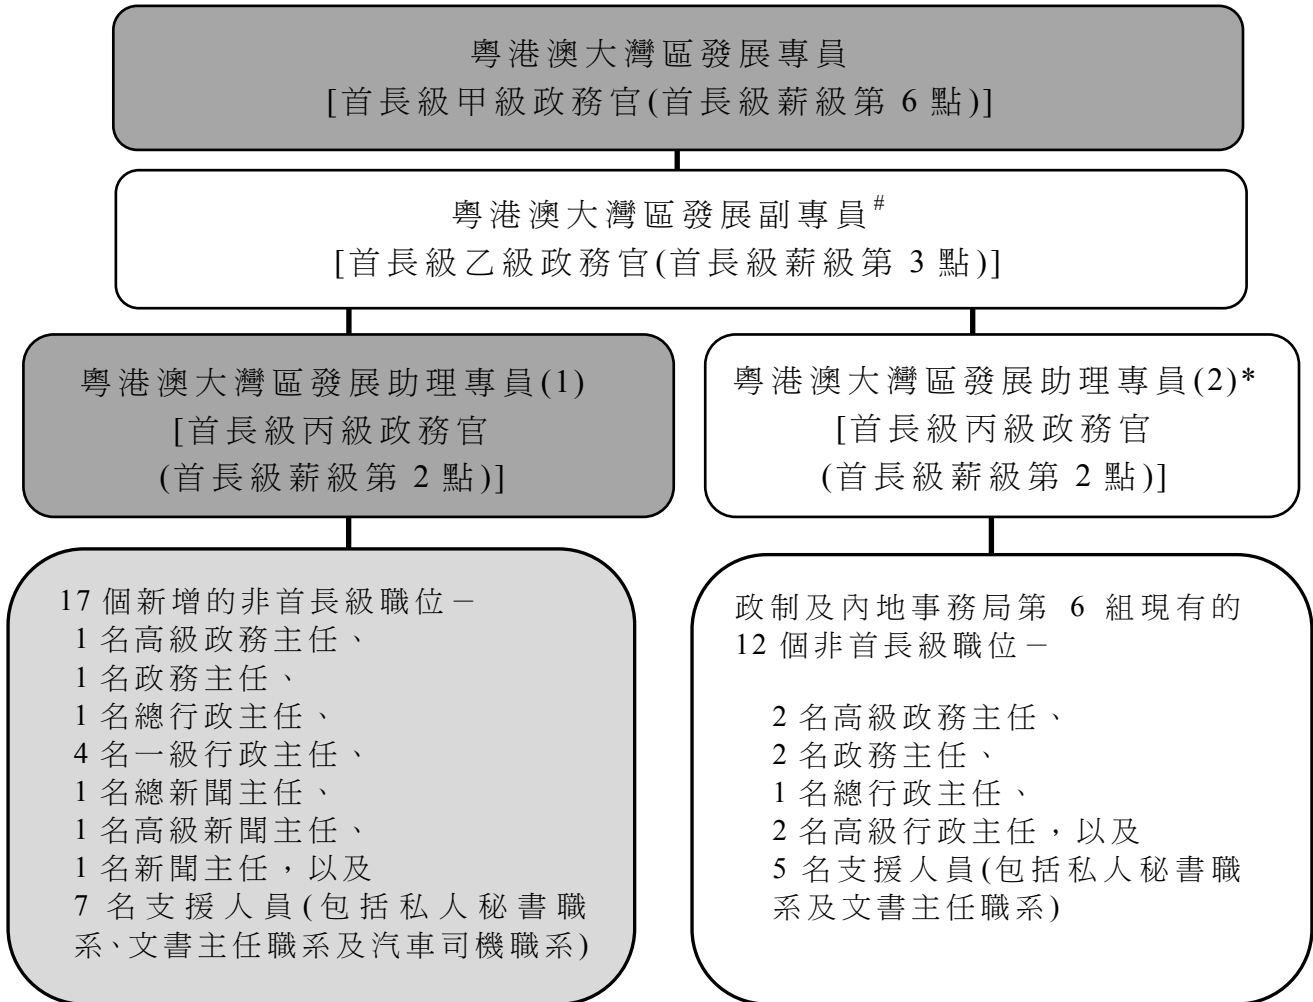 粵港澳大灣區發展專員
[首長級甲級政務官(首長級薪級第 6 點)]
粵港澳大灣區發展副專員#
[首長級乙級政務官(首長級薪級第 3 點)]
粵港澳大灣區發展助理專員(1)
[首長級丙級政務官
(首長級薪級第 2 點)]
粵港澳大灣區發展助理專員(2)*
[首長級丙級政務官
(首長級薪級第 2 點)]
17 個新增的非首長級職位－
1 名高級政務主任、
1 名政務主任、
1 名總行政主任、
4 名一級行政主任、
1 名總新聞主任、
1 名高級新聞主任、
1 名新聞主任，以及
7 名支援人員(包括私人秘書職
系、文書主任職系及汽車司機職系)
政制及內地事務局第 6 組現有的
12 個非首長級職位－
2 名高級政務主任、
2 名政務主任、
1 名總行政主任、
2 名高級行政主任，以及
5 名支援人員(包括私人秘書職
系及文書主任職系)